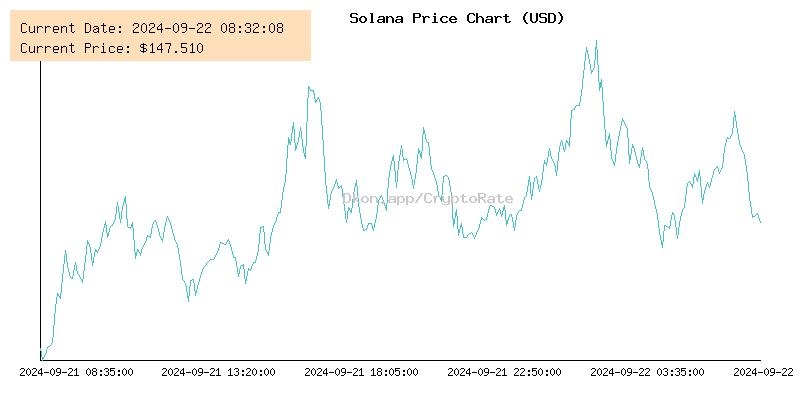 Solana Price Chart (USD)
Current Date: 2024-09-22 08:32:08
Current Price: $147.510
Dkon.app/CryptoRate
2024-09-21 08:35:00
2024-09-21 13:20:00
2024-09-21 18:05:00
2024-09-21 22:50:00
2024-09-22 03:35:00
2024-09-22